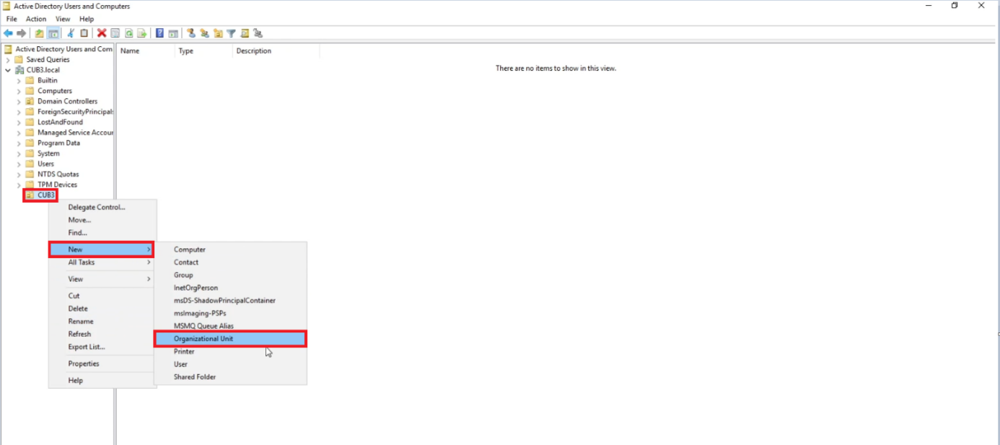 Active Directory Users and Computers
File Action View Help
Active Directory Users and Com
Name Type Description
Saved Queries
There are no items to show in this view.
CUB3.local
Builtin
Computers
Domain Controllers
ForeignSecurityPrincipals
LostAndFound
Managed Service Accoun
Program Data
System
Users
NTDS Quotas
TPM Devices
CUB3
Delegate Control...
Move...
Find...
New
All Tasks
View
Cut
Delete
Rename
Refresh
Export List...
Properties
Help
Computer
Contact
Group
InetOrgPerson
msDS-ShadowPrincipalContainer
msImaging-PSPs
MSMQ Queue Alias
Organizational Unit
Printer
User
Shared Folder